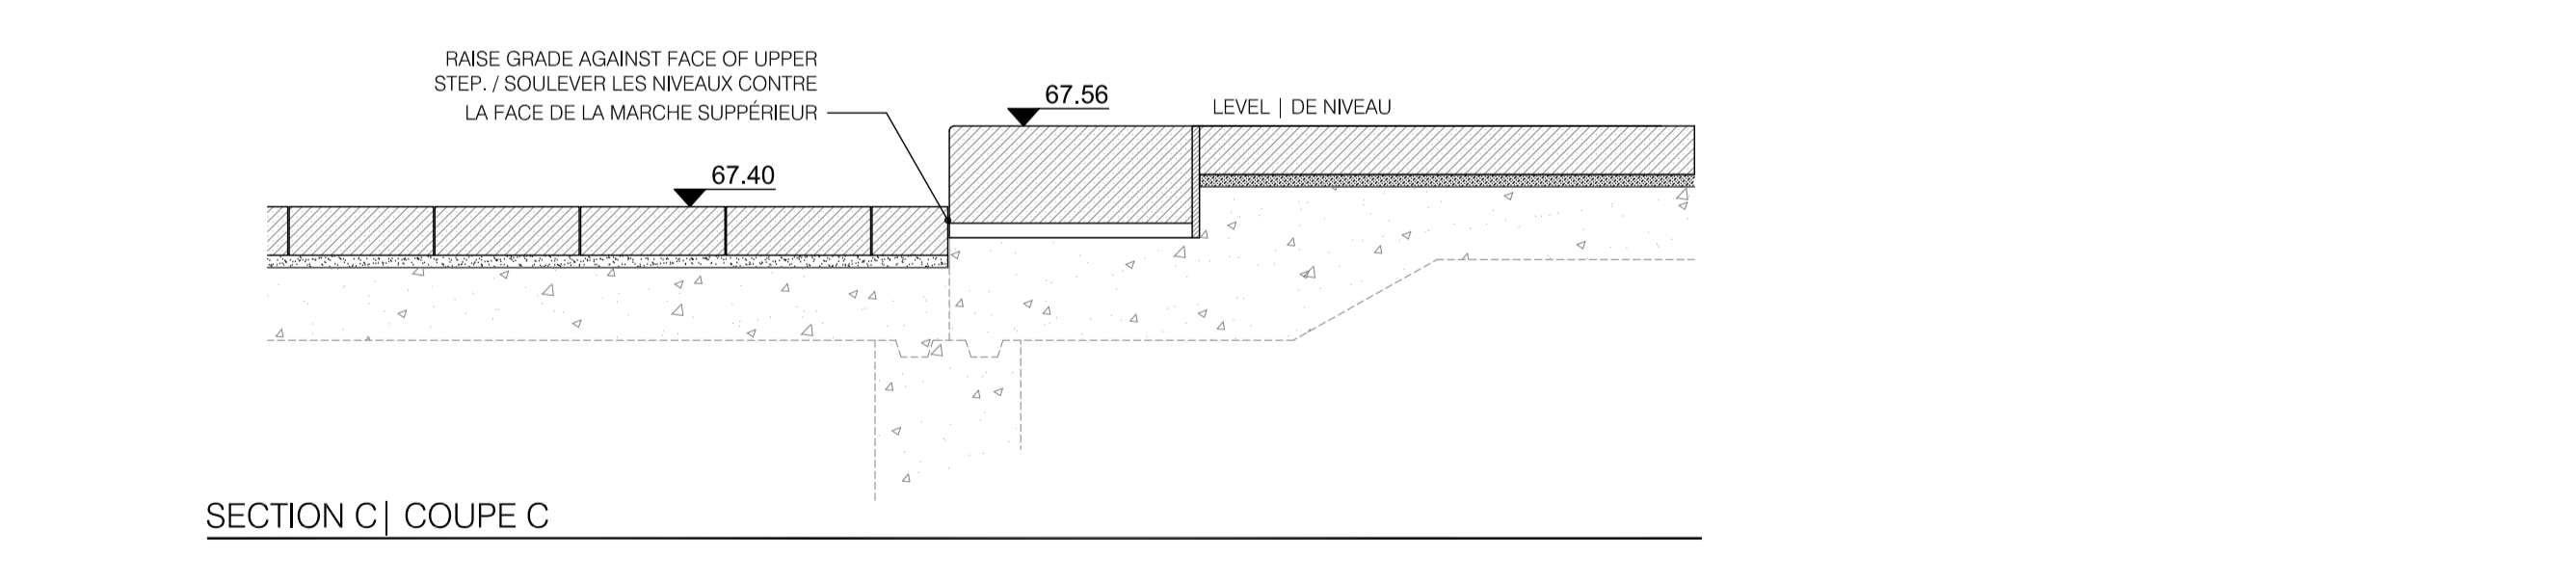 RAISE GRADE AGAINST FACE OF UPPER
STEP. / SOULEVER LES NIVEAUX CONTRE
LA FACE DE LA MARCHE SUPPÉRIEUR
67.56
LEVEL | DE NIVEAU
67.40
SECTION C| COUPE C